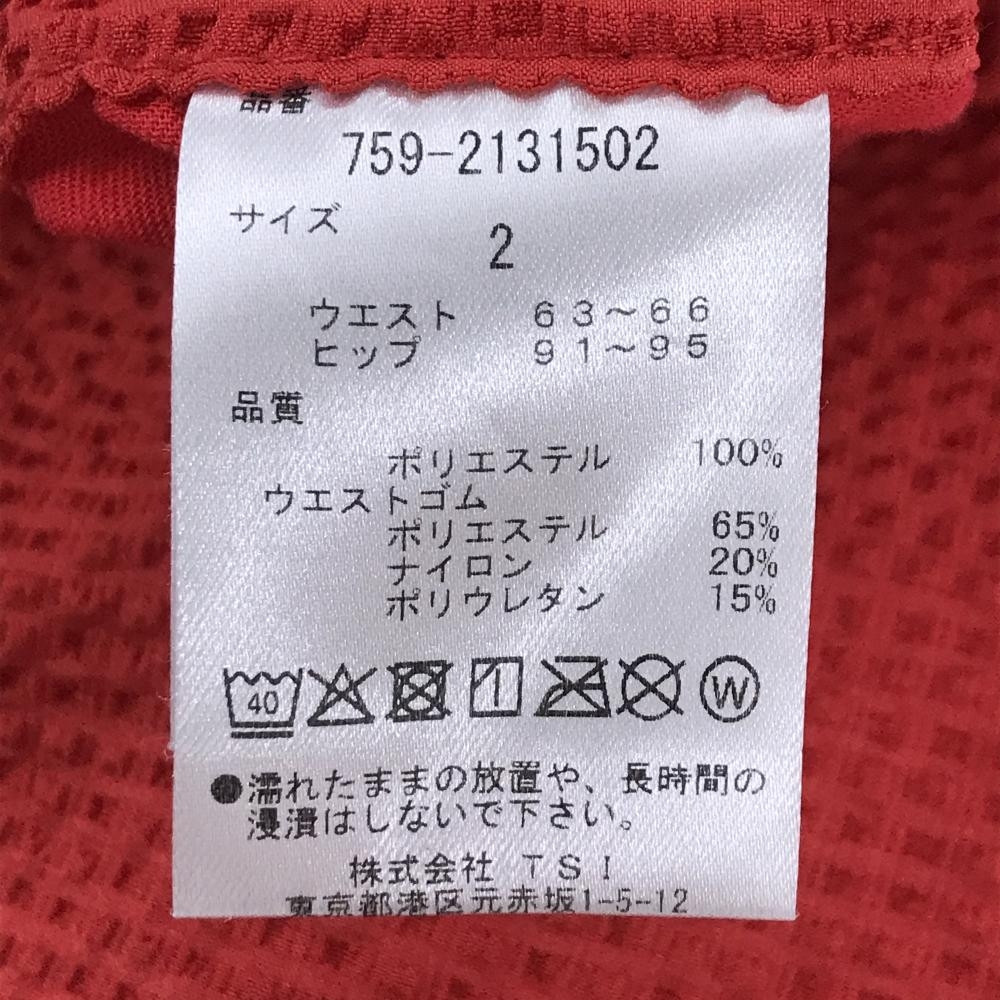 品番
759-2131502
サイズ
2
ウエスト 63〜66
ヒップ 91〜95
品質
ポリエステル 100%
ウエストゴム
ポリエステル 65%
ナイロン 20%
ポリウレタン 15%
40 W
●濡れたままの放置や、長時間の
浸漬はしないで下さい。
株式会社 TSI
東京都港区元赤坂1-5-12